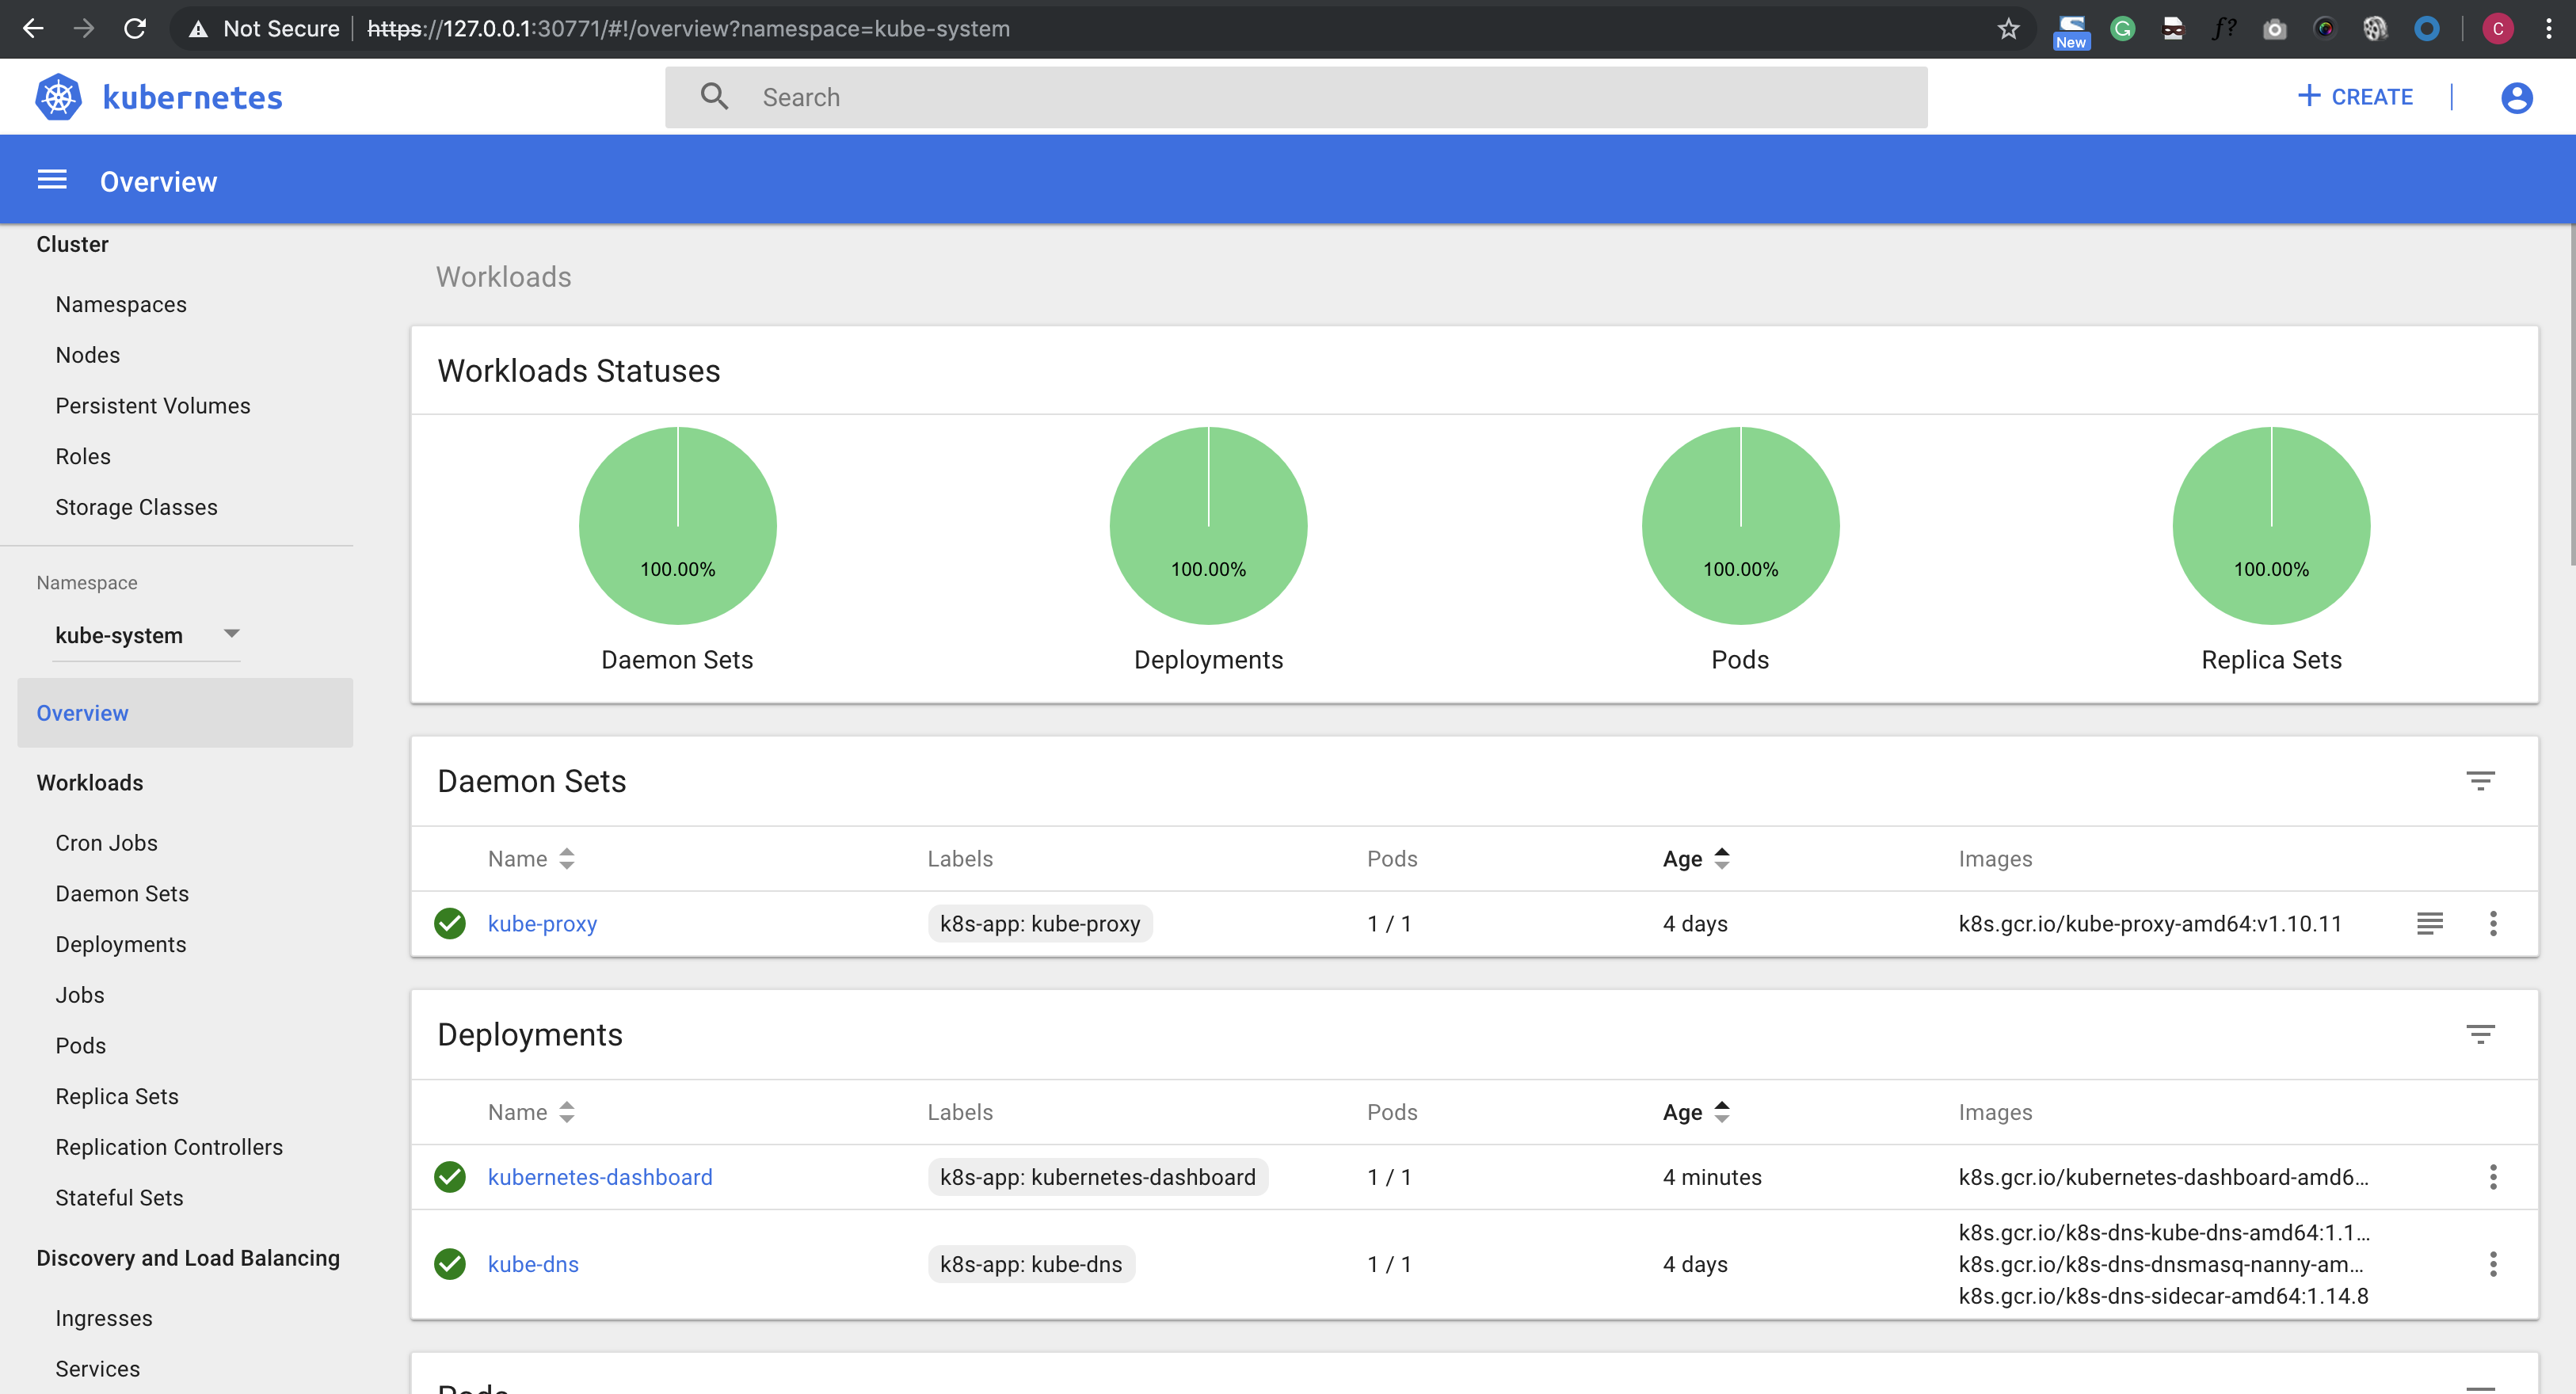 Not Secure
https://127.0.0.1:30771/#!/overview?namespace=kube-system
New
C
kubernetes
Search
CREATE
Overview
Cluster
Namespaces
Nodes
Persistent Volumes
Roles
Storage Classes
Namespace
kube-system
Overview
Workloads
Cron Jobs
Daemon Sets
Deployments
Jobs
Pods
Replica Sets
Replication Controllers
Stateful Sets
Discovery and Load Balancing
Ingresses
Services
Workloads
Workloads Statuses
100.00% 100.00% 100.00% 100.00%
Daemon Sets Deployments Pods Replica Sets
Daemon Sets
Name Labels Pods Age Images
kube-proxy k8s-app: kube-proxy 1 / 1 4 days k8s.gcr.io/kube-proxy-amd64:v1.10.11
Deployments
Name Labels Pods Age Images
kubernetes-dashboard k8s-app: kubernetes-dashboard 1 / 1 4 minutes k8s.gcr.io/kubernetes-dashboard-amd6...
kube-dns k8s-app: kube-dns 1 / 1 4 days k8s.gcr.io/k8s-dns-kube-dns-amd64:1.1...
k8s.gcr.io/k8s-dns-dnsmasq-nanny-am...
k8s.gcr.io/k8s-dns-sidecar-amd64:1.14.8
Pods